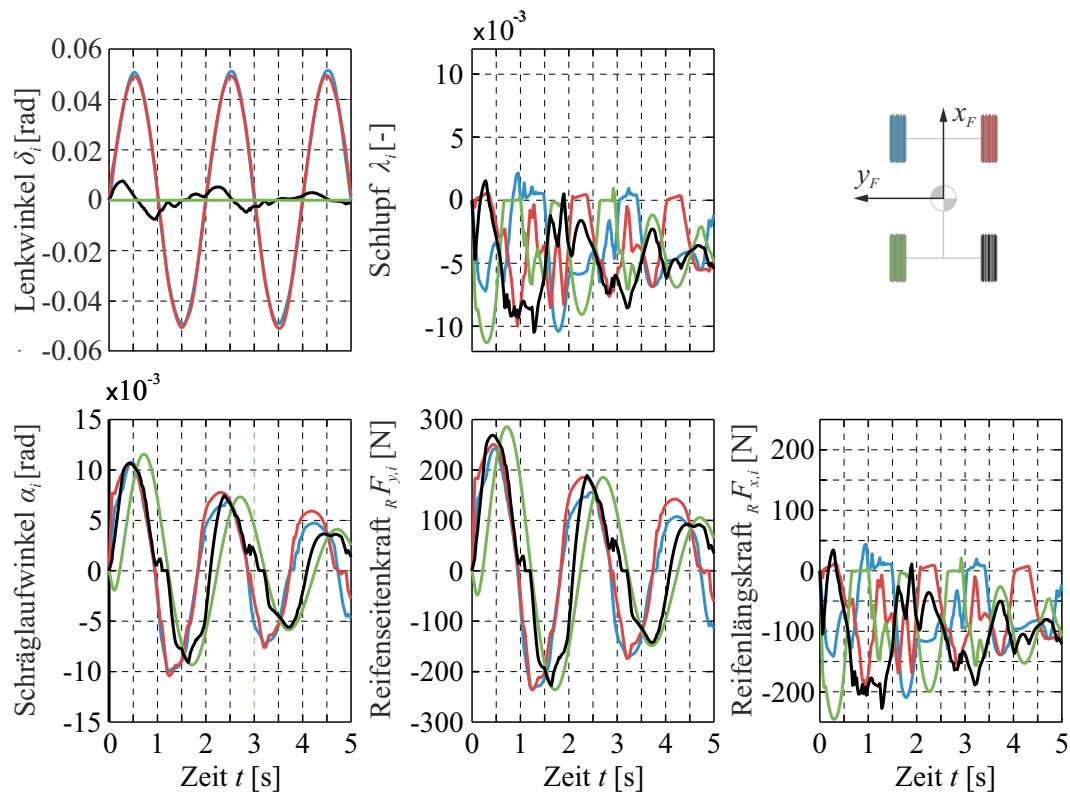 x10-3
0.06
0.04
0.02
0
-0.02
-0.04
-0.06
Lenkwinkel δi [rad]
10
5
0
-5
-10
Schlupf λi [-]
xF
yF
x10-3
15
10
5
0
-5
-10
-15
Schräglaufwinkel αi [rad]
0 1 2 3 4 5
Zeit t [s]
300
200
100
0
-100
-200
-300
Reifenseitenkraft R Fy,i [N]
0 1 2 3 4 5
Zeit t [s]
200
100
0
-100
-200
Reifenlängskraft R Fx,i [N]
0 1 2 3 4 5
Zeit t [s]